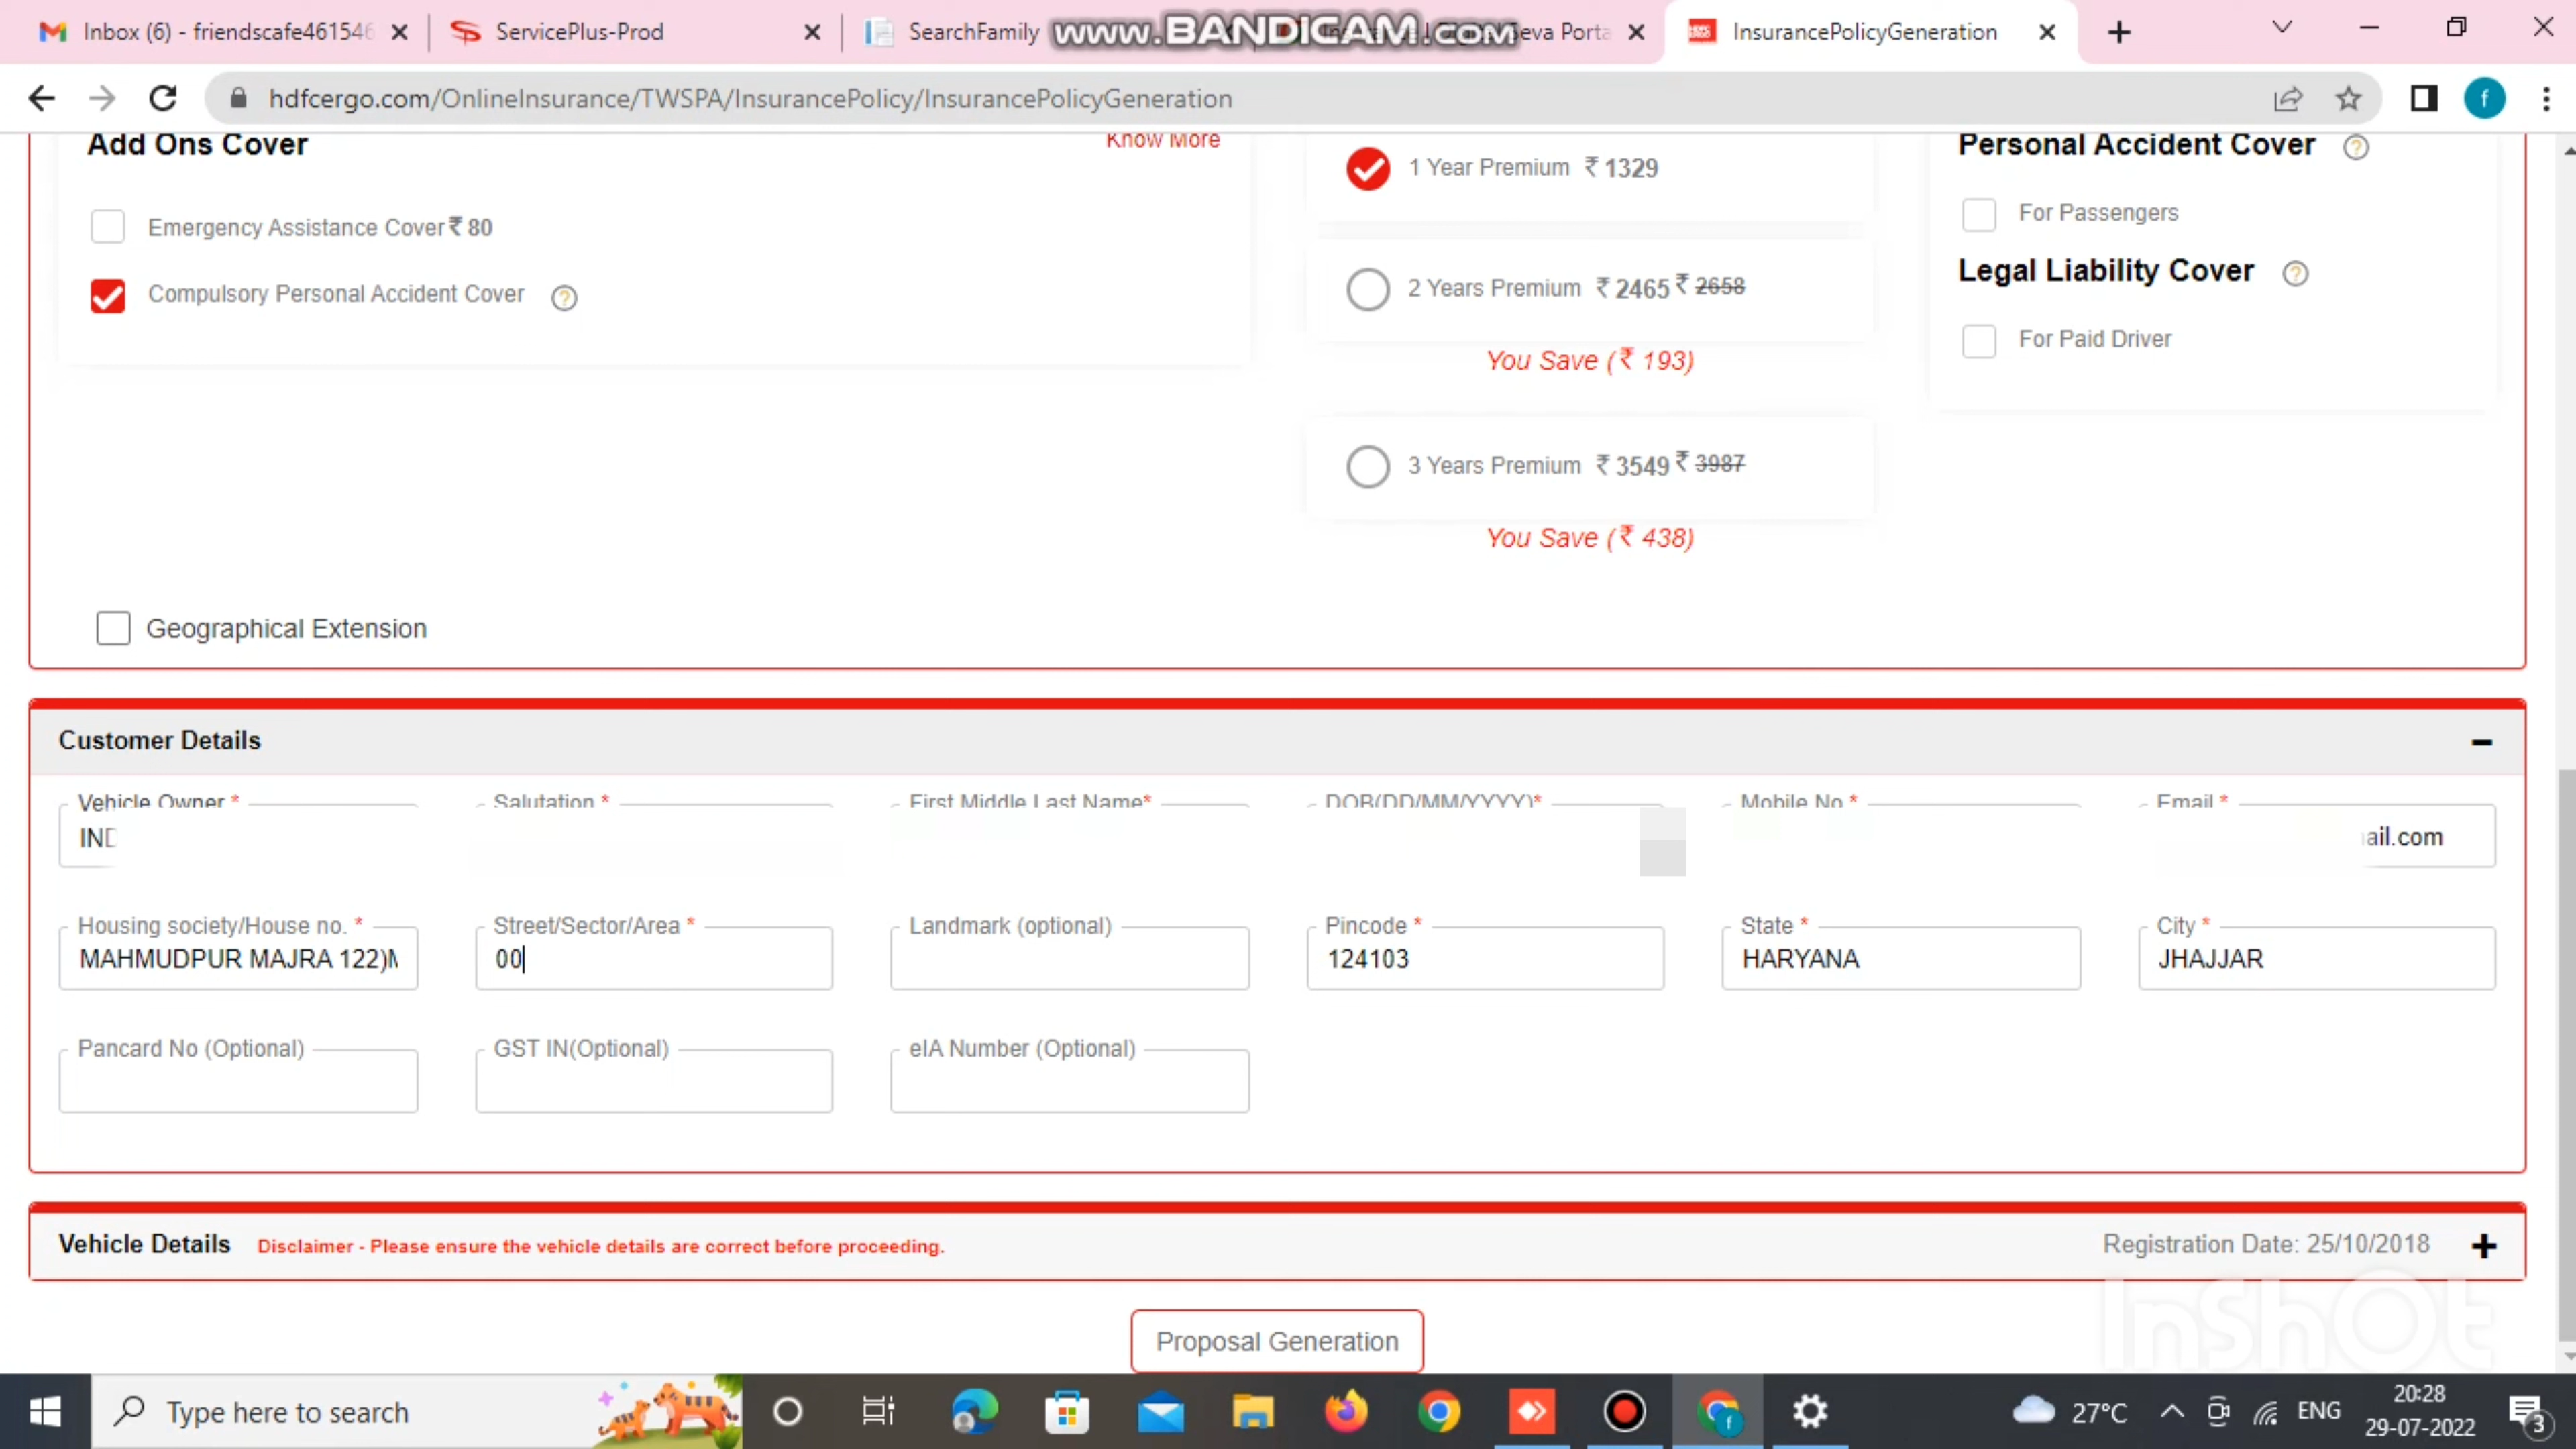 Inbox (6) - friendscafe461546
ServicePlus-Prod
SearchFamily
www.BANDICAM.com
Seva Porta
InsurancePolicyGeneration
hdfcergo.com/OnlineInsurance/TWSPA/InsurancePolicy/InsurancePolicyGeneration
f
Add Ons Cover
Know More
Emergency Assistance Cover ₹ 80
Compulsory Personal Accident Cover ?
1 Year Premium ₹ 1329
2 Years Premium ₹ 2465 ₹ 2658
You Save (₹ 193)
3 Years Premium ₹ 3549 ₹ 3987
You Save (₹ 438)
Personal Accident Cover ?
For Passengers
Legal Liability Cover ?
For Paid Driver
Geographical Extension
Customer Details
Vehicle Owner * Salutation * First Middle Last Name* DOB(DD/MM/YYYY)* Mobile No * Email *
IND ail.com
Housing society/House no. * Street/Sector/Area * Landmark (optional) Pincode * State * City *
MAHMUDPUR MAJRA 122) 00 124103 HARYANA JHAJJAR
Pancard No (Optional) GST IN(Optional) eIA Number (Optional)
Vehicle Details Disclaimer - Please ensure the vehicle details are correct before proceeding. Registration Date: 25/10/2018
InShOt
Proposal Generation
Type here to search
f
27°C
ENG
20:28
29-07-2022
3